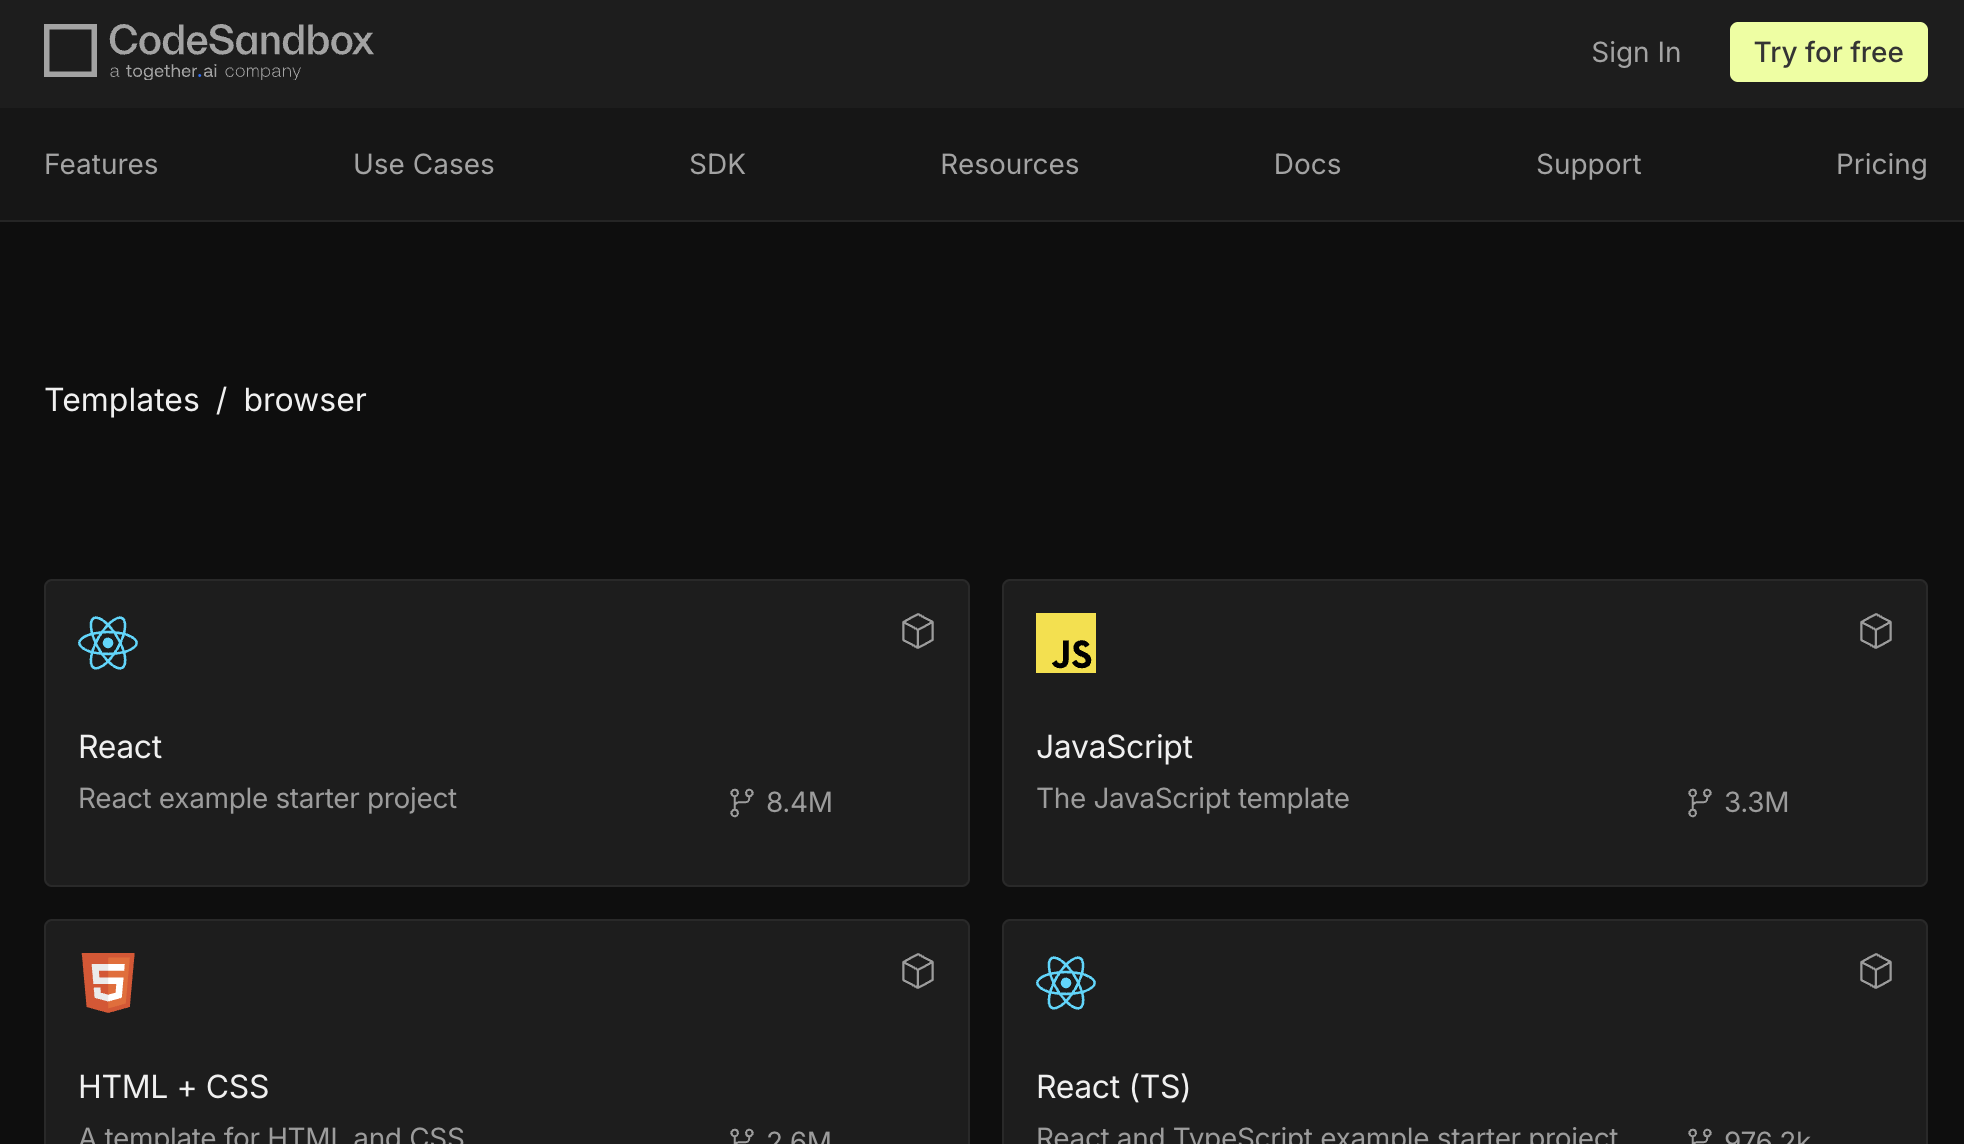 CodeSandbox
a together.ai company
Sign In
Try for free
Features
Use Cases
SDK
Resources
Docs
Support
Pricing
Templates / browser
React
React example starter project
8.4M
JS
JavaScript
The JavaScript template
3.3M
5
HTML + CSS
A template for HTML and CSS
2.6M
React (TS)
React and TypeScript example starter project
976.2k